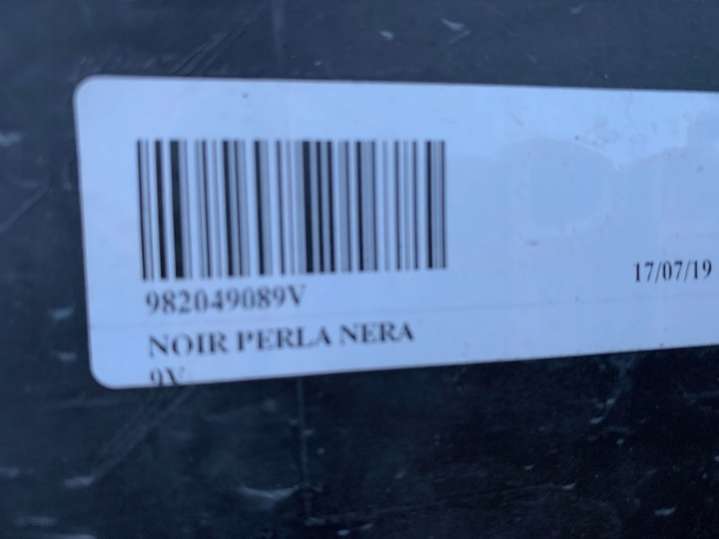 982049089V
17/07/19
NOIR PERLA NERA
9V